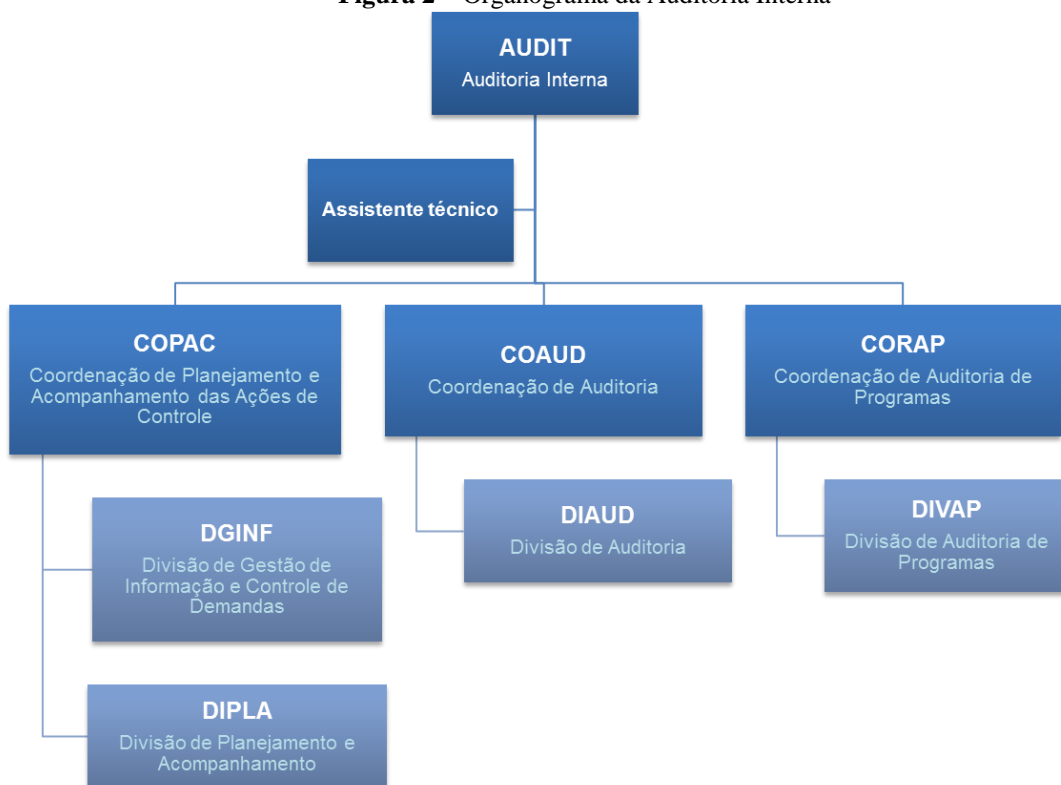 Figura 2 – Organograma da Auditoria Interna
AUDIT
Auditoria Interna
Assistente técnico
COPAC
Coordenação de Planejamento e
Acompanhamento das Ações de
Controle
COAUD
Coordenação de Auditoria
CORAP
Coordenação de Auditoria de
Programas
DGINF
Divisão de Gestão de
Informação e Controle de
Demandas
DIAUD
Divisão de Auditoria
DIVAP
Divisão de Auditoria de
Programas
DIPLA
Divisão de Planejamento e
Acompanhamento